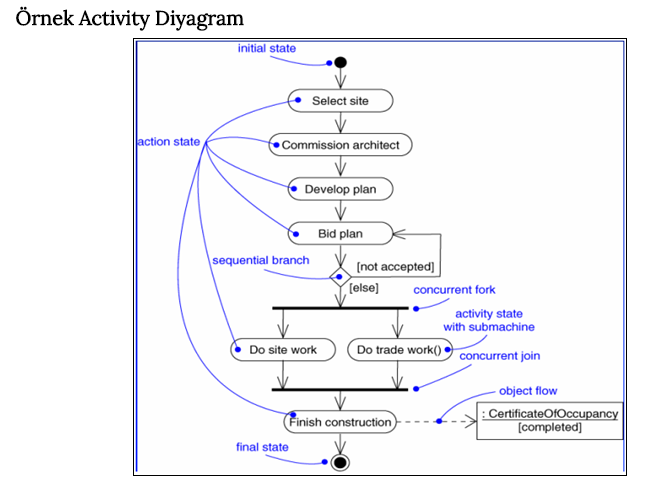 Örnek Activity Diyagram
initial state
Select site
action state
Commission architect
Develop plan
Bid plan
sequential branch
[not accepted]
[else]
concurrent fork
activity state
with submachine
Do site work
Do trade work()
concurrent join
object flow
: CertificateOfOccupancy
[completed]
Finish construction
final state